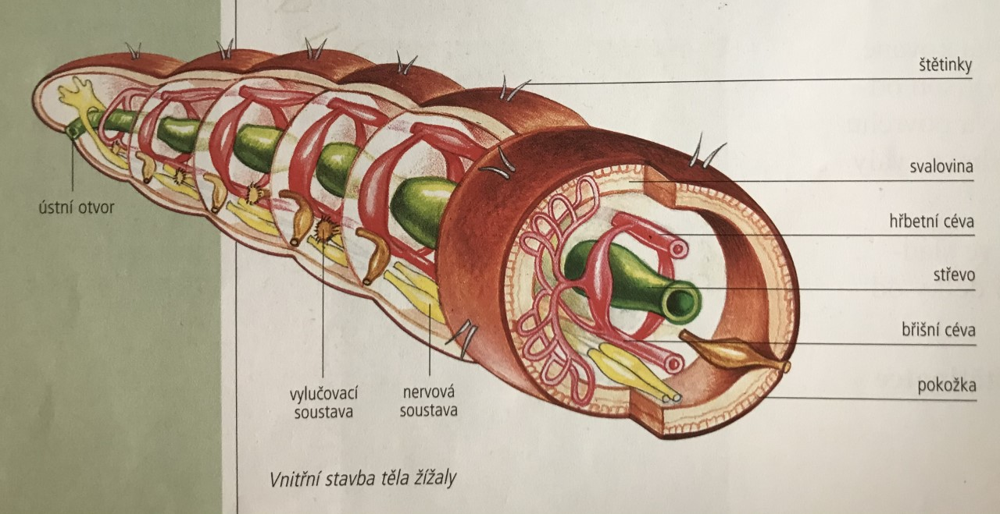 štětinky
svalovina
hřbetní céva
střevo
břišní céva
pokožka
ústní otvor
vylučovací
soustava
nervová
soustava
Vnitřní stavba těla žížaly